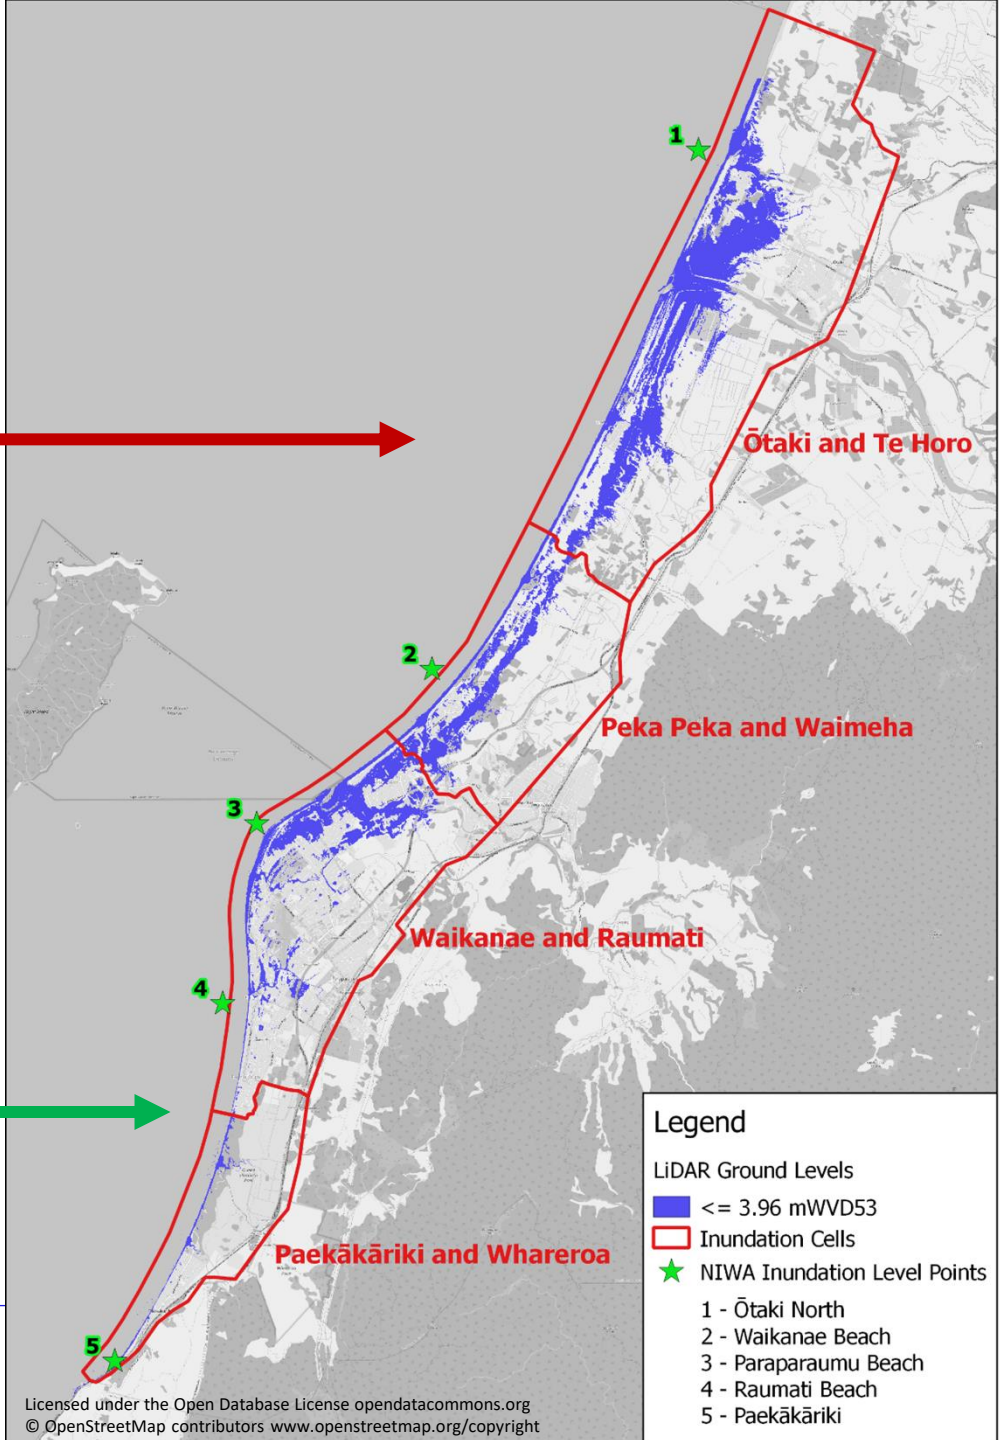 1
Ōtaki and Te Horo
2
Peka Peka and Waimeha
3
Waikanae and Raumati
4
Paekākāriki and Whareroa
5
Legend
LiDAR Ground Levels
<= 3.96 mWVD53
Inundation Cells
NIWA Inundation Level Points
1 - Ōtaki North
2 - Waikanae Beach
3 - Paraparaumu Beach
4 - Raumati Beach
5 - Paekākāriki
Licensed under the Open Database License opendatacommons.org
© OpenStreetMap contributors www.openstreetmap.org/copyright